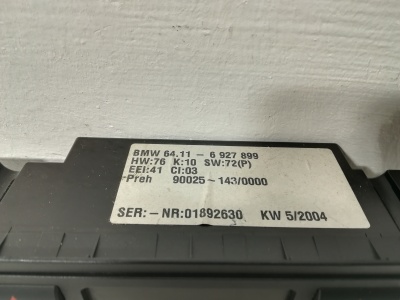 BMW 64.11 - 6 927 899
HW:76 K:10 SW:72(P)
EEI:41 CI:03
Preh 90025-143/0000
SER:-NR:01892630 KW 5/2004